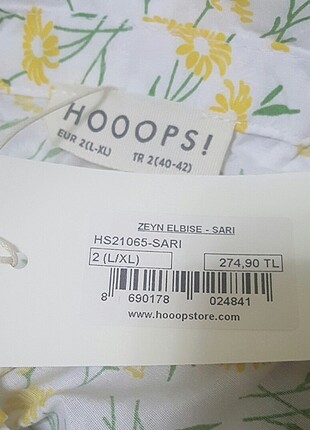 HOOOPS!
EUR 2(L-XL) TR 2(40-42)
ZEYN ELBISE - SARI
HS21065-SARI
2 (L/XL) 274,90 TL
8 690178 024841
www.hooopstore.com